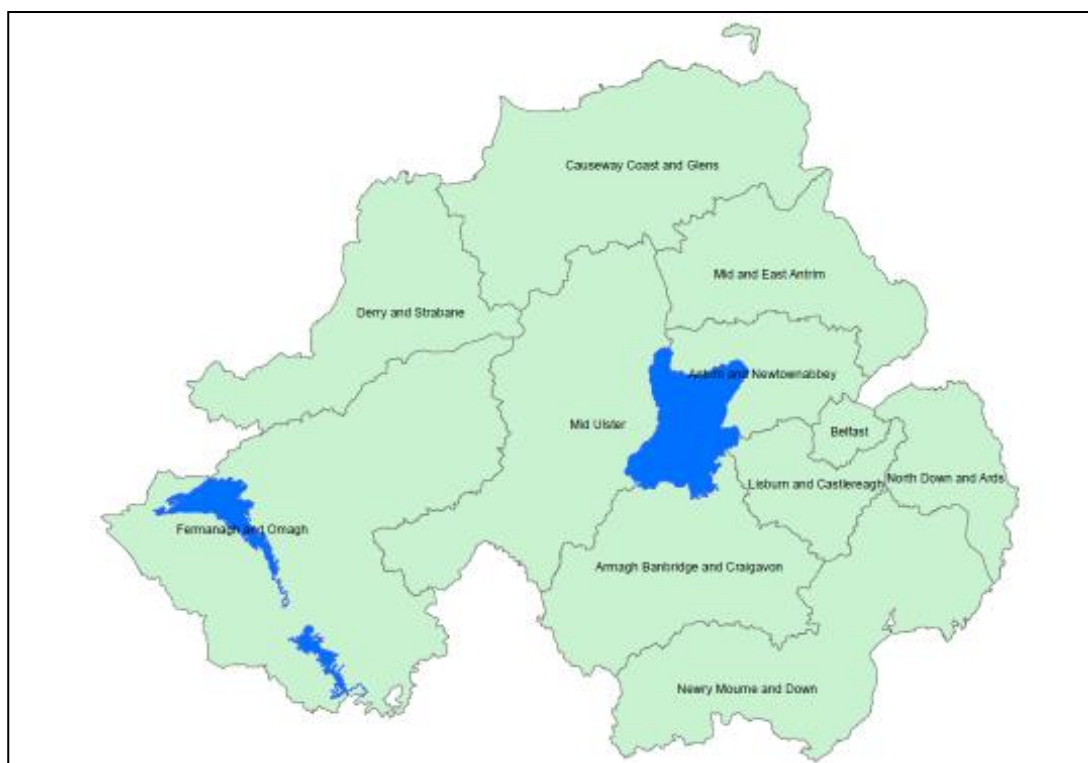 Causeway Coast and Glens
Mid and East Antrim
Derry and Strabane
Antrim and Newtownabbey
Mid Ulster
Belfast
Lisburn and Castlereagh
North Down and Ards
Fermanagh and Omagh
Armagh Banbridge and Craigavon
Newry Mourne and Down